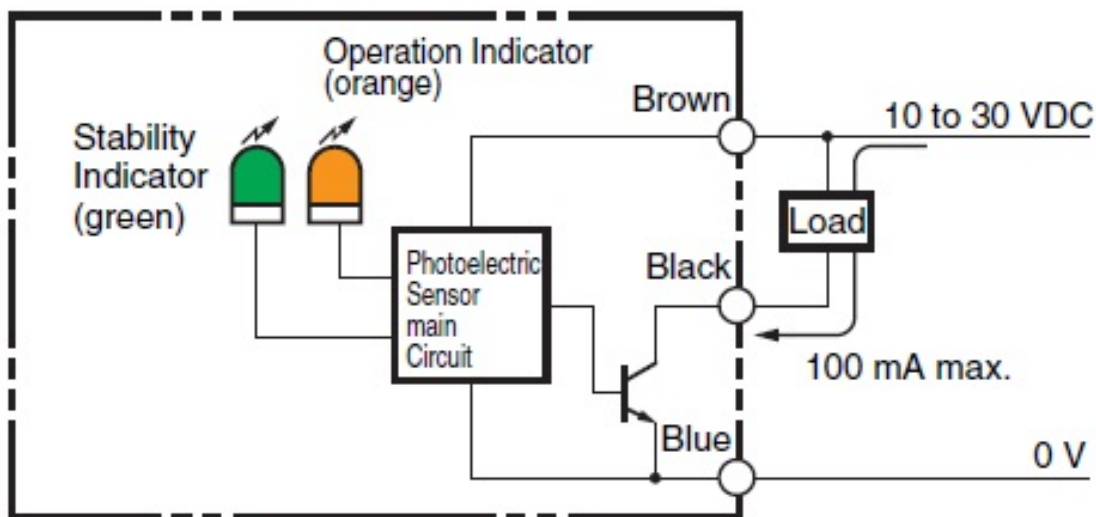 Operation Indicator
(orange)
Stability
Indicator
(green)
Brown
10 to 30 VDC
Load
Photoelectric
Sensor
main
Circuit
Black
100 mA max.
Blue
0 V